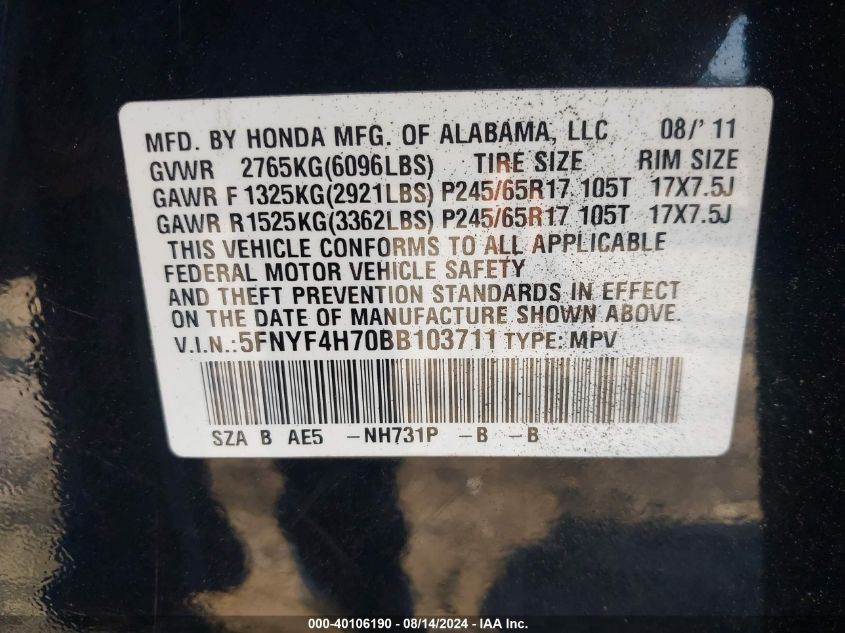 MFD. BY HONDA MFG. OF ALABAMA, LLC 08/'11
GVWR 2765KG(6096LBS) TIRE SIZE RIM SIZE
GAWR F 1325KG(2921LBS) P245/65R17 105T 17X7.5J
GAWR R1525KG(3362LBS) P245/65R17 105T 17X7.5J
THIS VEHICLE CONFORMS TO ALL APPLICABLE
FEDERAL MOTOR VEHICLE SAFETY
AND THEFT PREVENTION STANDARDS IN EFFECT
ON THE DATE OF MANUFACTURE SHOWN ABOVE.
V.I.N.:5FNYF4H70BB103711 TYPE: MPV
SZA B AE5 -NH731P -B -B
000-40106190 - 08/14/2024 - IAA Inc.